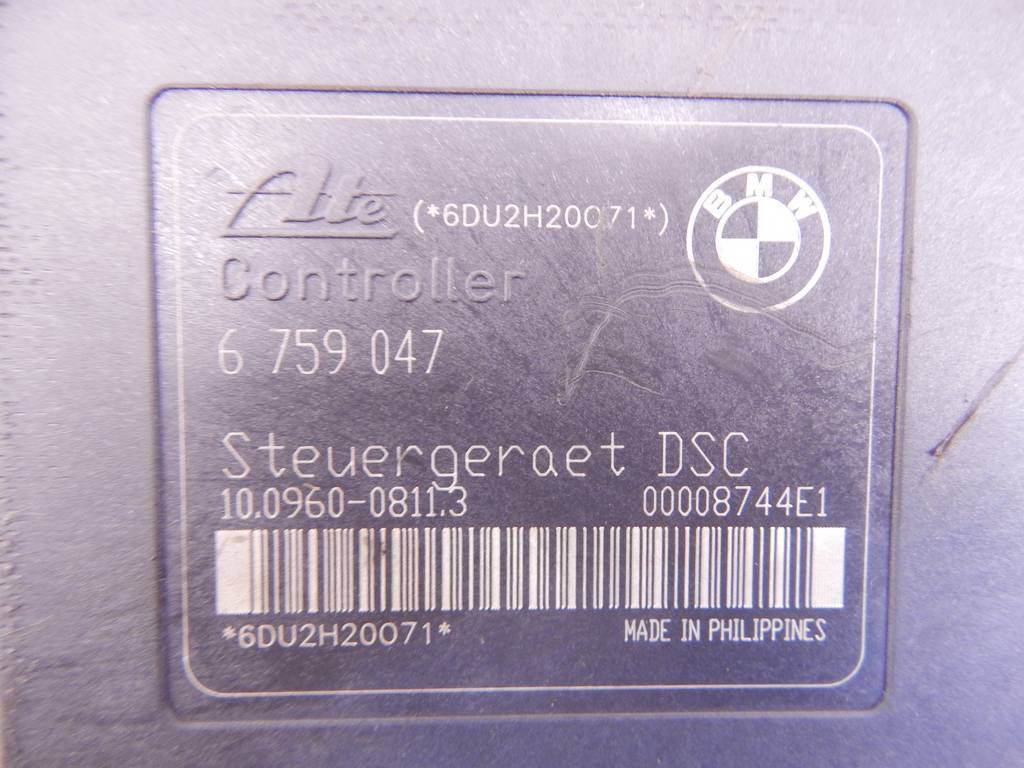 Ate (*6DU2H20071*)
BMW
Controller
6 759 047
Steuergeraet DSC
10.0960-0811.3 00008744E1
*6DU2H20071* MADE IN PHILIPPINES